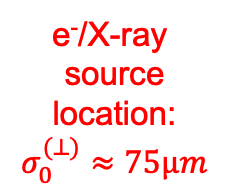 e⁻/X-ray
source
location:
σ₀⁽⊥⁾ ≈ 75μm